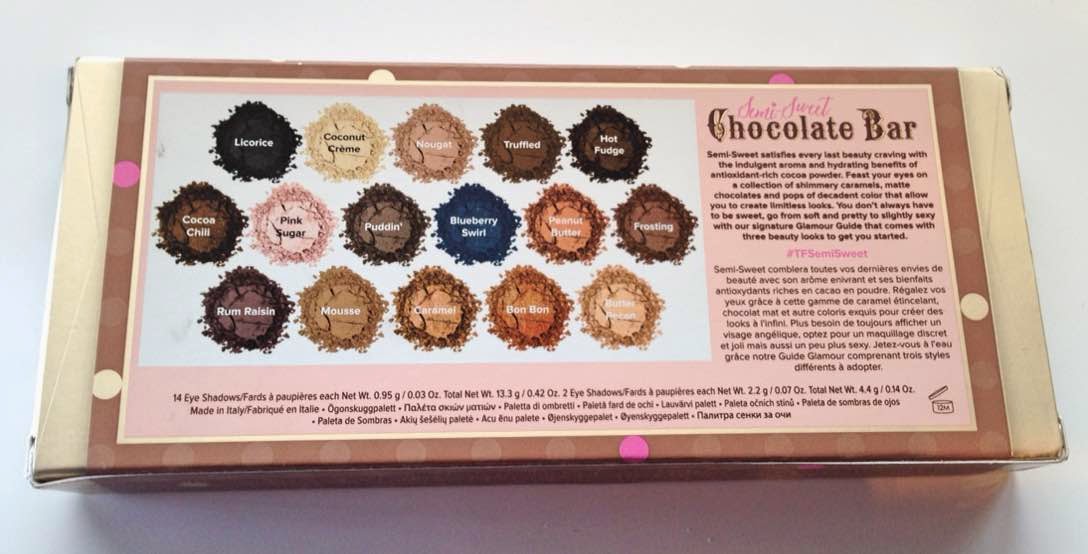 Licorice
Coconut
Crème
Nougat
Truffled
Hot
Fudge
Cocoa
Chili
Pink
Sugar
Puddin'
Blueberry
Swirl
Peanut
Butter
Frosting
Rum Raisin
Mousse
Caramel
Bon Bon
Butter
Pecan
Semi-Sweet
Chocolate Bar
Semi-Sweet satisfies every last beauty craving with
the indulgent aroma and hydrating benefits of
antioxidant-rich cocoa powder. Feast your eyes on
a collection of shimmery caramels, matte
chocolates and pops of decadent color that allow
you to create limitless looks. You don't always have
to be sweet, go from soft and pretty to slightly sexy
with our signature Glamour Guide that comes with
three beauty looks to get you started.
#TFSemiSweet
Semi-Sweet comblera toutes vos dernières envies de
beauté avec son arôme enivrant et ses bienfaits
antioxydants riches en cacao en poudre. Régalez vos
yeux grâce à cette gamme de caramel étincelant,
chocolat mat et autre coloris exquis pour créer des
looks à l'infini. Plus besoin de toujours afficher un
visage angélique, optez pour un maquillage discret
et joli mais aussi un peu plus sexy. Jetez-vous à l'eau
grâce notre Guide Glamour comprenant trois styles
différents à adopter.
14 Eye Shadows/Fards à paupières each Net Wt. 0.95 g / 0.03 Oz. Total Net Wt. 13.3 g / 0.42 Oz. 2 Eye Shadows/Fards à paupières each Net Wt. 2.2 g / 0.07 Oz. Total Net Wt. 4.4 g / 0.14 Oz.
Made in Italy/Fabriqué en Italie • Ögonskuggpalett • Παλέτα σκιών ματιών • Paletta di ombretti • Paletă fard de ochi • Lauvärvi palett • Paleta očních stínů • Paleta de sombras de ojos
• Paleta de Sombras • Akių šešėlių paletė • Acu ēnu palete • Øjenskyggepalet • Øyenskyggepalett • Палитра сенки за очи
12M